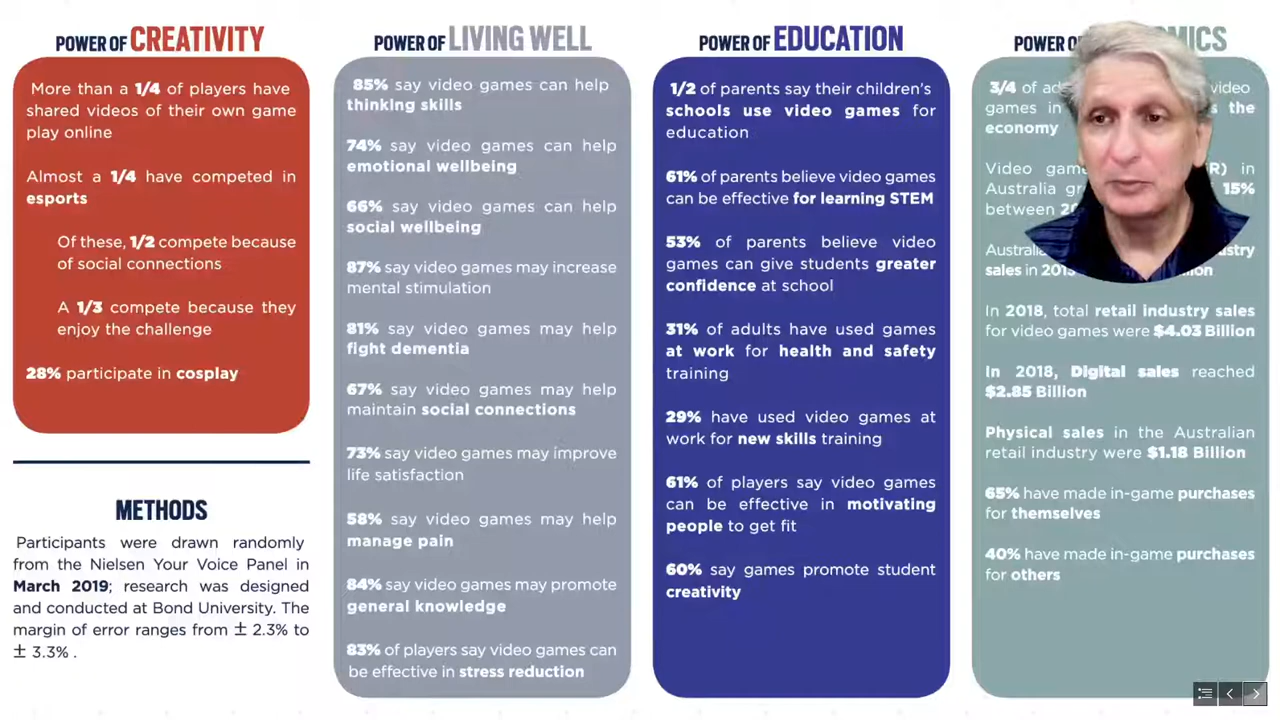 POWER OF CREATIVITY
More than a 1/4 of players have
shared videos of their own game
play online
Almost a 1/4 have competed in
esports
Of these, 1/2 compete because
of social connections
A 1/3 compete because they
enjoy the challenge
28% participate in cosplay
METHODS
Participants were drawn randomly
from the Nielsen Your Voice Panel in
March 2019; research was designed
and conducted at Bond University. The
margin of error ranges from ± 2.3% to
± 3.3% .
POWER OF LIVING WELL
85% say video games can help
thinking skills
74% say video games can help
emotional wellbeing
66% say video games can help
social wellbeing
87% say video games may increase
mental stimulation
81% say video games may help
fight dementia
67% say video games may help
maintain social connections
73% say video games may improve
life satisfaction
58% say video games may help
manage pain
84% say video games may promote
general knowledge
83% of players say video games can
be effective in stress reduction
POWER OF EDUCATION
1/2 of parents say their children's
schools use video games for
education
61% of parents believe video games
can be effective for learning STEM
53% of parents believe video
games can give students greater
confidence at school
31% of adults have used games
at work for health and safety
training
29% have used video games at
work for new skills training
61% of players say video games
can be effective in motivating
people to get fit
60% say games promote student
creativity
POWER
3/4 of video
games in the
economy
Video in
Australia 15%
between
sales in
In 2018, total retail industry sales
for video games were $4.03 Billion
In 2018, Digital sales reached
$2.85 Billion
Physical sales in the Australian
retail industry were $1.18 Billion
65% have made in-game purchases
for themselves
40% have made in-game purchases
for others